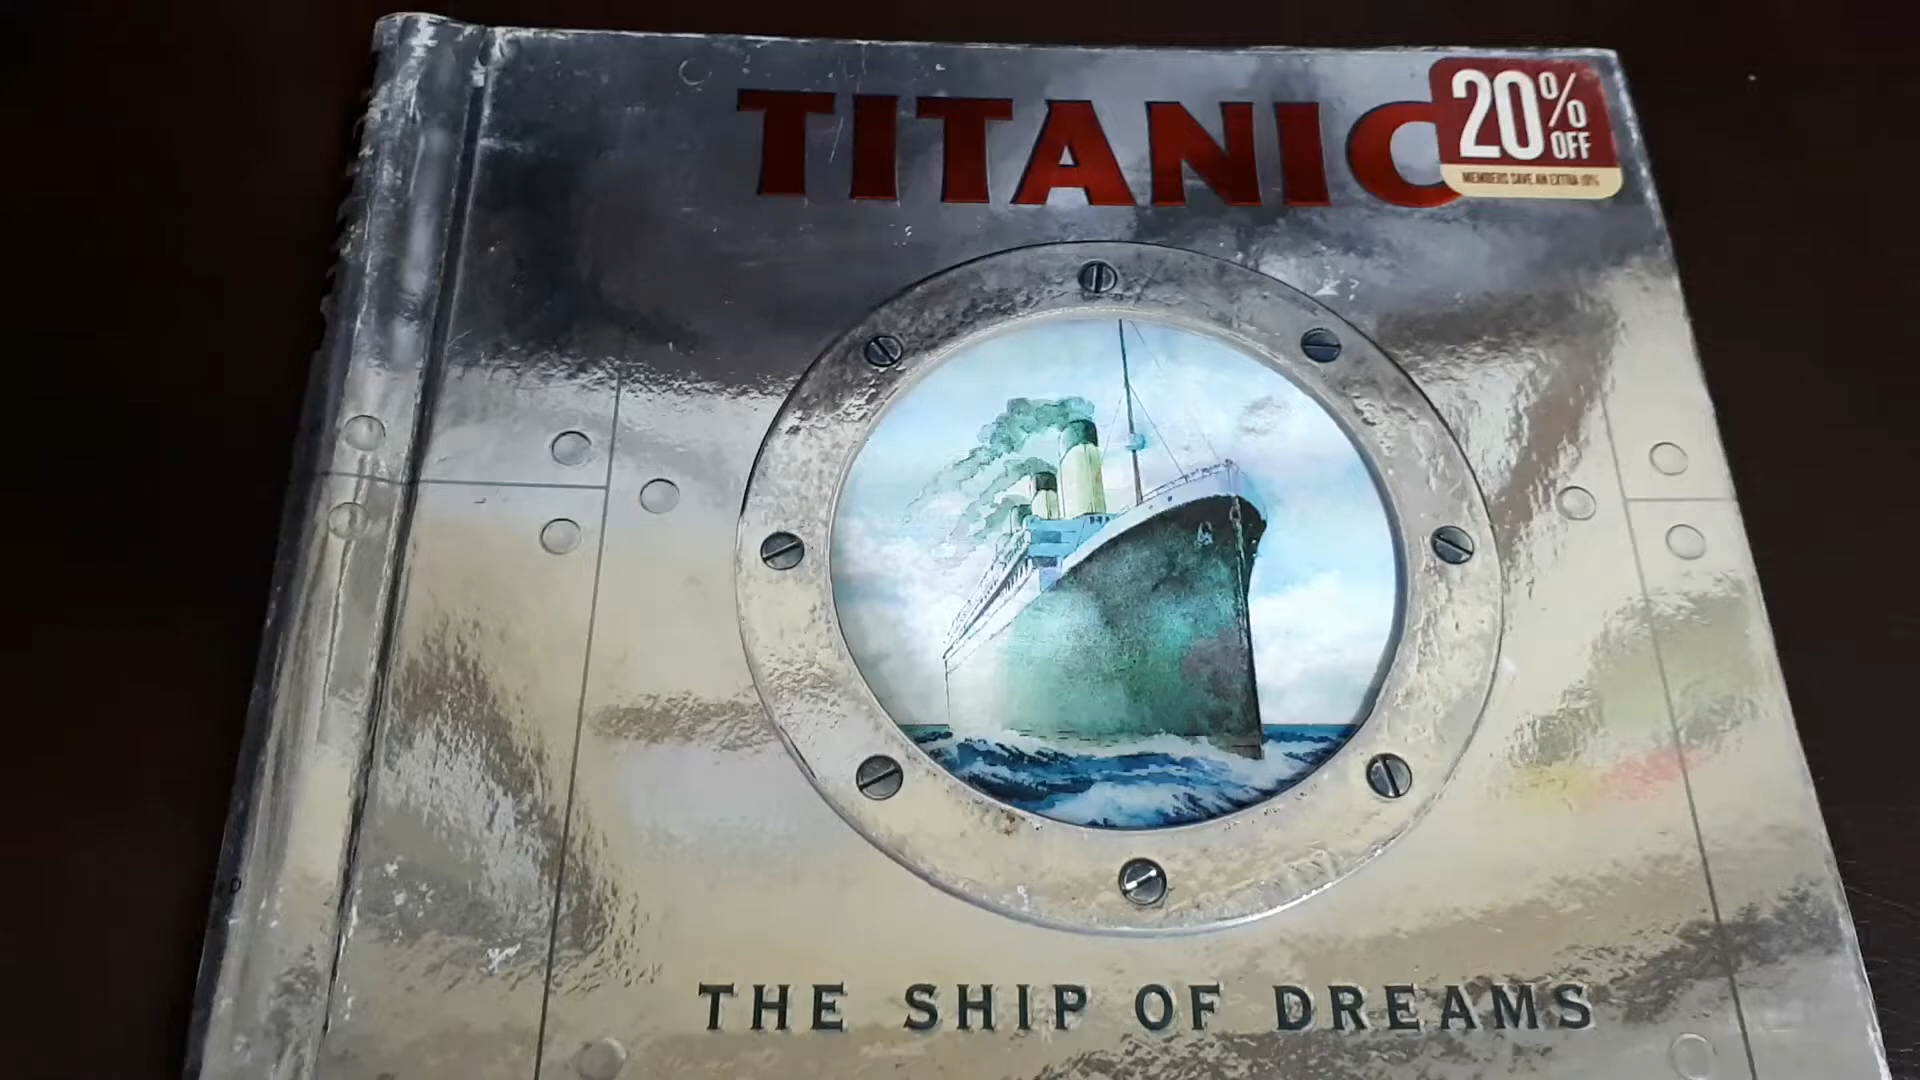 TITANIC
20% OFF
MEMBERS SAVE AN EXTRA 10%
THE SHIP OF DREAMS